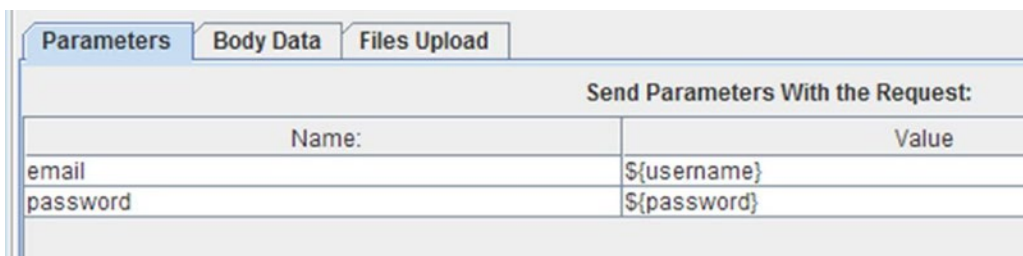 Parameters Body Data Files Upload
Send Parameters With the Request:
Name: Value
email ${username}
password ${password}